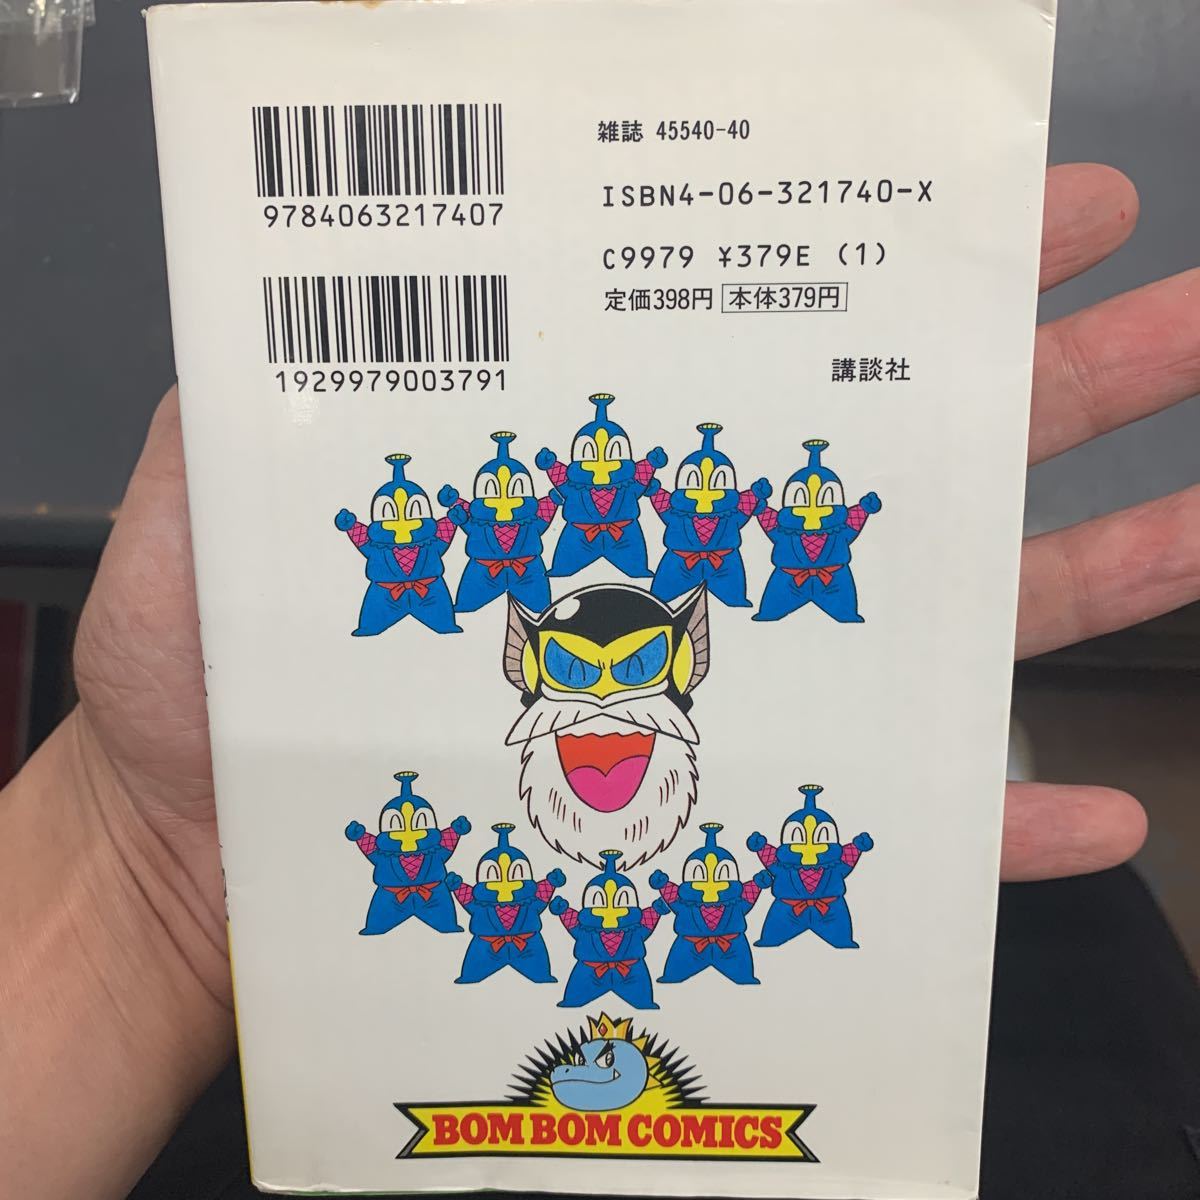 9784063217407
1929979003791
雑誌 45540-40
ISBN4-06-321740-X
C9979 ¥379E (1)
定価398円 本体379円
講談社
BOM BOM COMICS